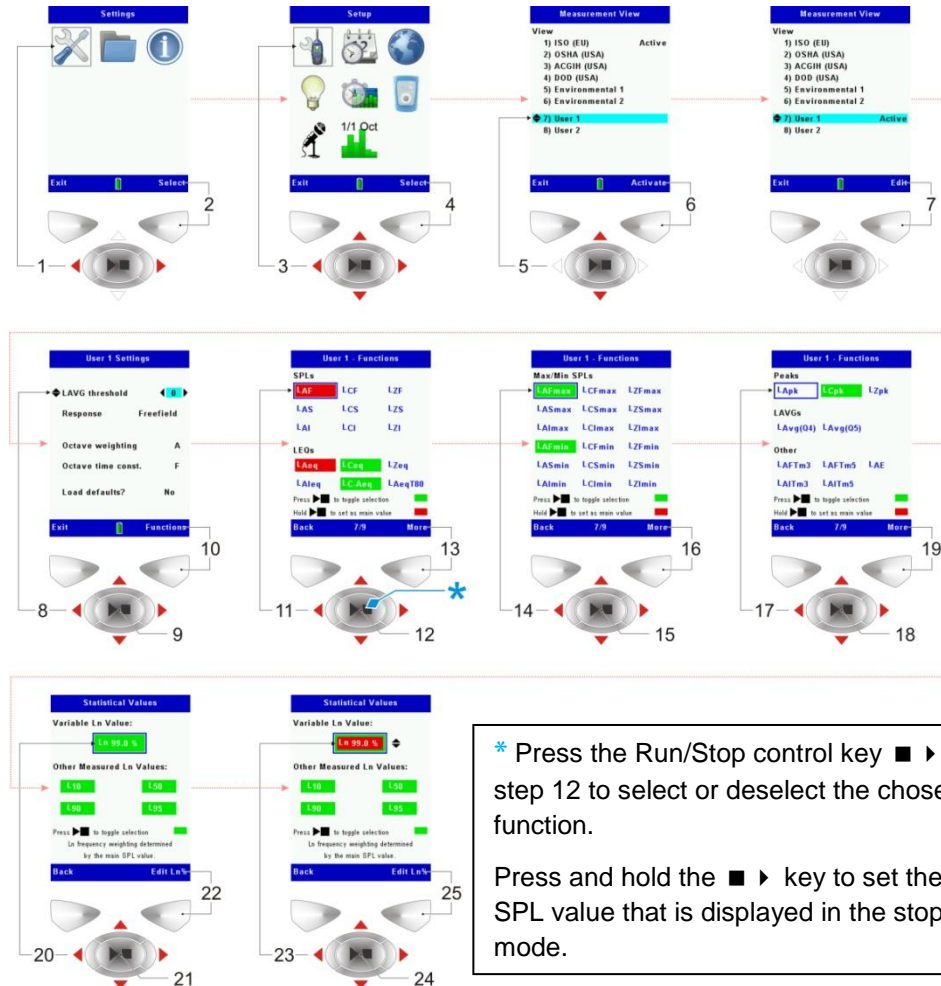 Settings
Exit
Select
1
2
Setup
1/1 Oct
Exit
Select
3
4
Measurement View
View
1) ISO (EU) Active
2) OSHA (USA)
3) ACGIH (USA)
4) DOD (USA)
5) Environmental 1
6) Environmental 2
7) User 1
8) User 2
Exit
Activate
5
6
Measurement View
View
1) ISO (EU)
2) OSHA (USA)
3) ACGIH (USA)
4) DOD (USA)
5) Environmental 1
6) Environmental 2
7) User 1 Active
8) User 2
Exit
Edit
7
User 1 Settings
LAVG threshold 0
Response Freefield
Octave weighting A
Octave time const. F
Load defaults? No
Exit
Functions
8
9
10
User 1 - Functions
SPLs
LAF LCF LZF
LAS LCS LZS
LAI LCI LZI
LEQs
LAeq LCeq LZeq
LAIeq LC-Aeq LAeqT80
Press ▶■ to toggle selection
Hold ▶■ to set as main value
Back 7/9 More
11
12
13
*
User 1 - Functions
Max/Min SPLs
LAFmax LCFmax LZFmax
LASmax LCSmax LZSmax
LAImax LCImax LZImax
LAFmin LCFmin LZFmin
LASmin LCSmin LZSmin
LAImin LCImin LZImin
Press ▶■ to toggle selection
Hold ▶■ to set as main value
Back 7/9 More
14
15
16
User 1 - Functions
Peaks
LApk LCpk LZpk
LAVGs
LAvg(Q4) LAvg(Q5)
Other
LAFTm3 LAFTm5 LAE
LAITm3 LAITm5
Press ▶■ to toggle selection
Hold ▶■ to set as main value
Back 7/9 More
17
18
19
Statistical Values
Variable Ln Value:
Ln 99.0 %
Other Measured Ln Values:
L10 L50
L90 L95
Press ▶■ to toggle selection
Ln frequency weighting determined
by the main SPL value.
Back Edit Ln%
20
21
22
Statistical Values
Variable Ln Value:
Ln 99.0 %
Other Measured Ln Values:
L10 L50
L90 L95
Press ▶■ to toggle selection
Ln frequency weighting determined
by the main SPL value.
Back Edit Ln%
23
24
25
* Press the Run/Stop control key ■ ▶
step 12 to select or deselect the chose
function.
Press and hold the ■ ▶ key to set the
SPL value that is displayed in the stop
mode.